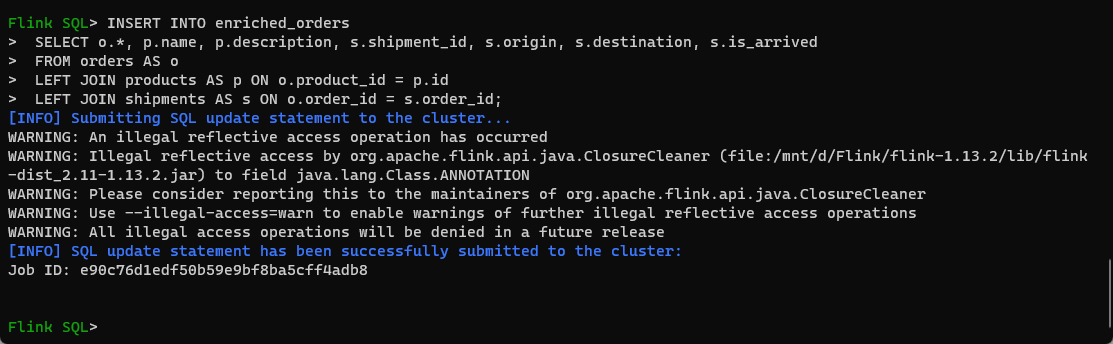 Flink SQL> INSERT INTO enriched_orders
>  SELECT o.*, p.name, p.description, s.shipment_id, s.origin, s.destination, s.is_arrived
>  FROM orders AS o
>  LEFT JOIN products AS p ON o.product_id = p.id
>  LEFT JOIN shipments AS s ON o.order_id = s.order_id;
[INFO] Submitting SQL update statement to the cluster...
WARNING: An illegal reflective access operation has occurred
WARNING: Illegal reflective access by org.apache.flink.api.java.ClosureCleaner (file:/mnt/d/Flink/flink-1.13.2/lib/flink
-dist_2.11-1.13.2.jar) to field java.lang.Class.ANNOTATION
WARNING: Please consider reporting this to the maintainers of org.apache.flink.api.java.ClosureCleaner
WARNING: Use --illegal-access=warn to enable warnings of further illegal reflective access operations
WARNING: All illegal access operations will be denied in a future release
[INFO] SQL update statement has been successfully submitted to the cluster:
Job ID: e90c76d1edf50b59e9bf8ba5cff4adb8
Flink SQL>